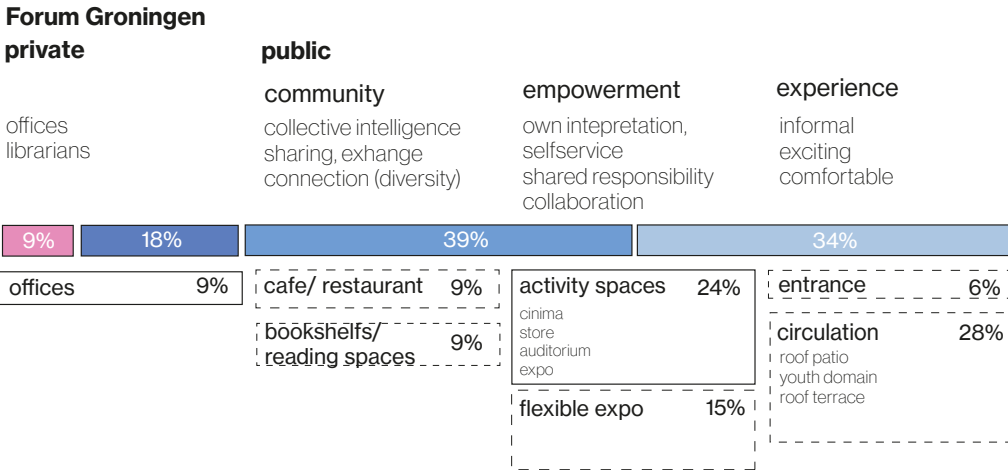 Forum Groningen
private
public
offices
librarians
community
collective intelligence
sharing, exhange
connection (diversity)
empowerment
own intepretation,
selfservice
shared responsibility
collaboration
experience
informal
exciting
comfortable
9%
18%
39%
34%
offices 9%
cafe/ restaurant 9%
bookshelfs/
reading spaces 9%
activity spaces 24%
cinima
store
auditorium
expo
flexible expo 15%
entrance 6%
circulation 28%
roof patio
youth domain
roof terrace